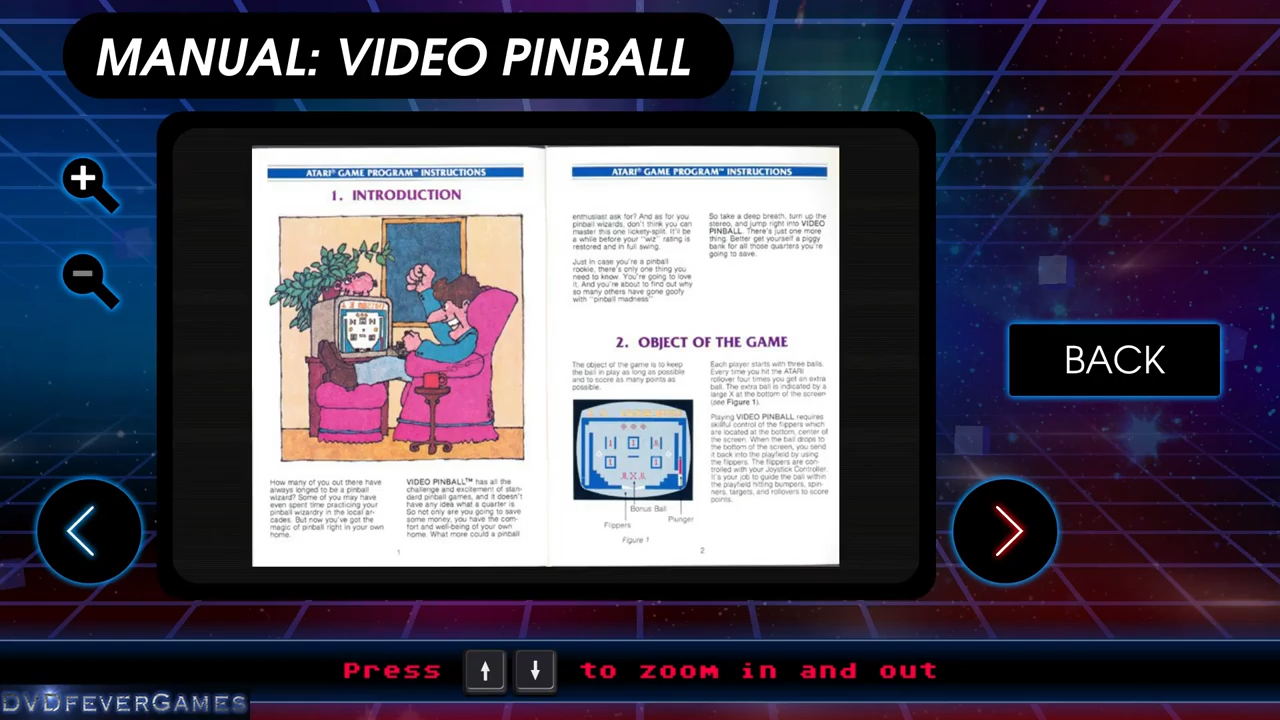 MANUAL: VIDEO PINBALL
ATARI® GAME PROGRAM™ INSTRUCTIONS
1. INTRODUCTION
How many of you out there have
always longed to be a pinball
wizard? Some of you may have
even spent time practicing your
pinball wizardry in the local ar-
cades. But now you've got the
magic of pinball right in your own
home.
VIDEO PINBALL™ has all the
challenge and excitement of stan-
dard pinball games, and it doesn't
have any idea what a quarter is
So not only are you going to save
some money, you have the com-
fort and well-being of your own
home. What more could a pinball
1
ATARI® GAME PROGRAM™ INSTRUCTIONS
enthusiast ask for? And as for you
pinball wizards, don't think you can
master this one lickety-split. It'll be
a while before your "wiz" rating is
restored and in full swing.
Just in case you're a pinball
rookie, there's only one thing you
need to know. You're going to love
it. And you're about to find out why
so many others have gone goofy
with "pinball madness"
So take a deep breath, turn up the
stereo, and jump right into VIDEO
PINBALL. There's just one more
thing. Better get yourself a piggy
bank for all those quarters you're
going to save.
2. OBJECT OF THE GAME
The object of the game is to keep
the ball in play as long as possible
and to score as many points as
possible.
Bonus Ball
Flippers
Plunger
Figure 1
Each player starts with three balls.
Every time you hit the ATARI
rollover four times you get an extra
ball. The extra ball is indicated by a
large X at the bottom of the screen
(see Figure 1).
Playing VIDEO PINBALL requires
skillful control of the flippers which
are located at the bottom, center of
the screen. When the ball drops to
the bottom of the screen, you send
it back into the playfield by using
the flippers. The flippers are con-
trolled with your Joystick Controller.
It's your job to guide the ball within
the playfield hitting bumpers, spin-
ners, targets, and rollovers to score
points.
2
BACK
Press ↑ ↓ to zoom in and out
DVDfeverGames